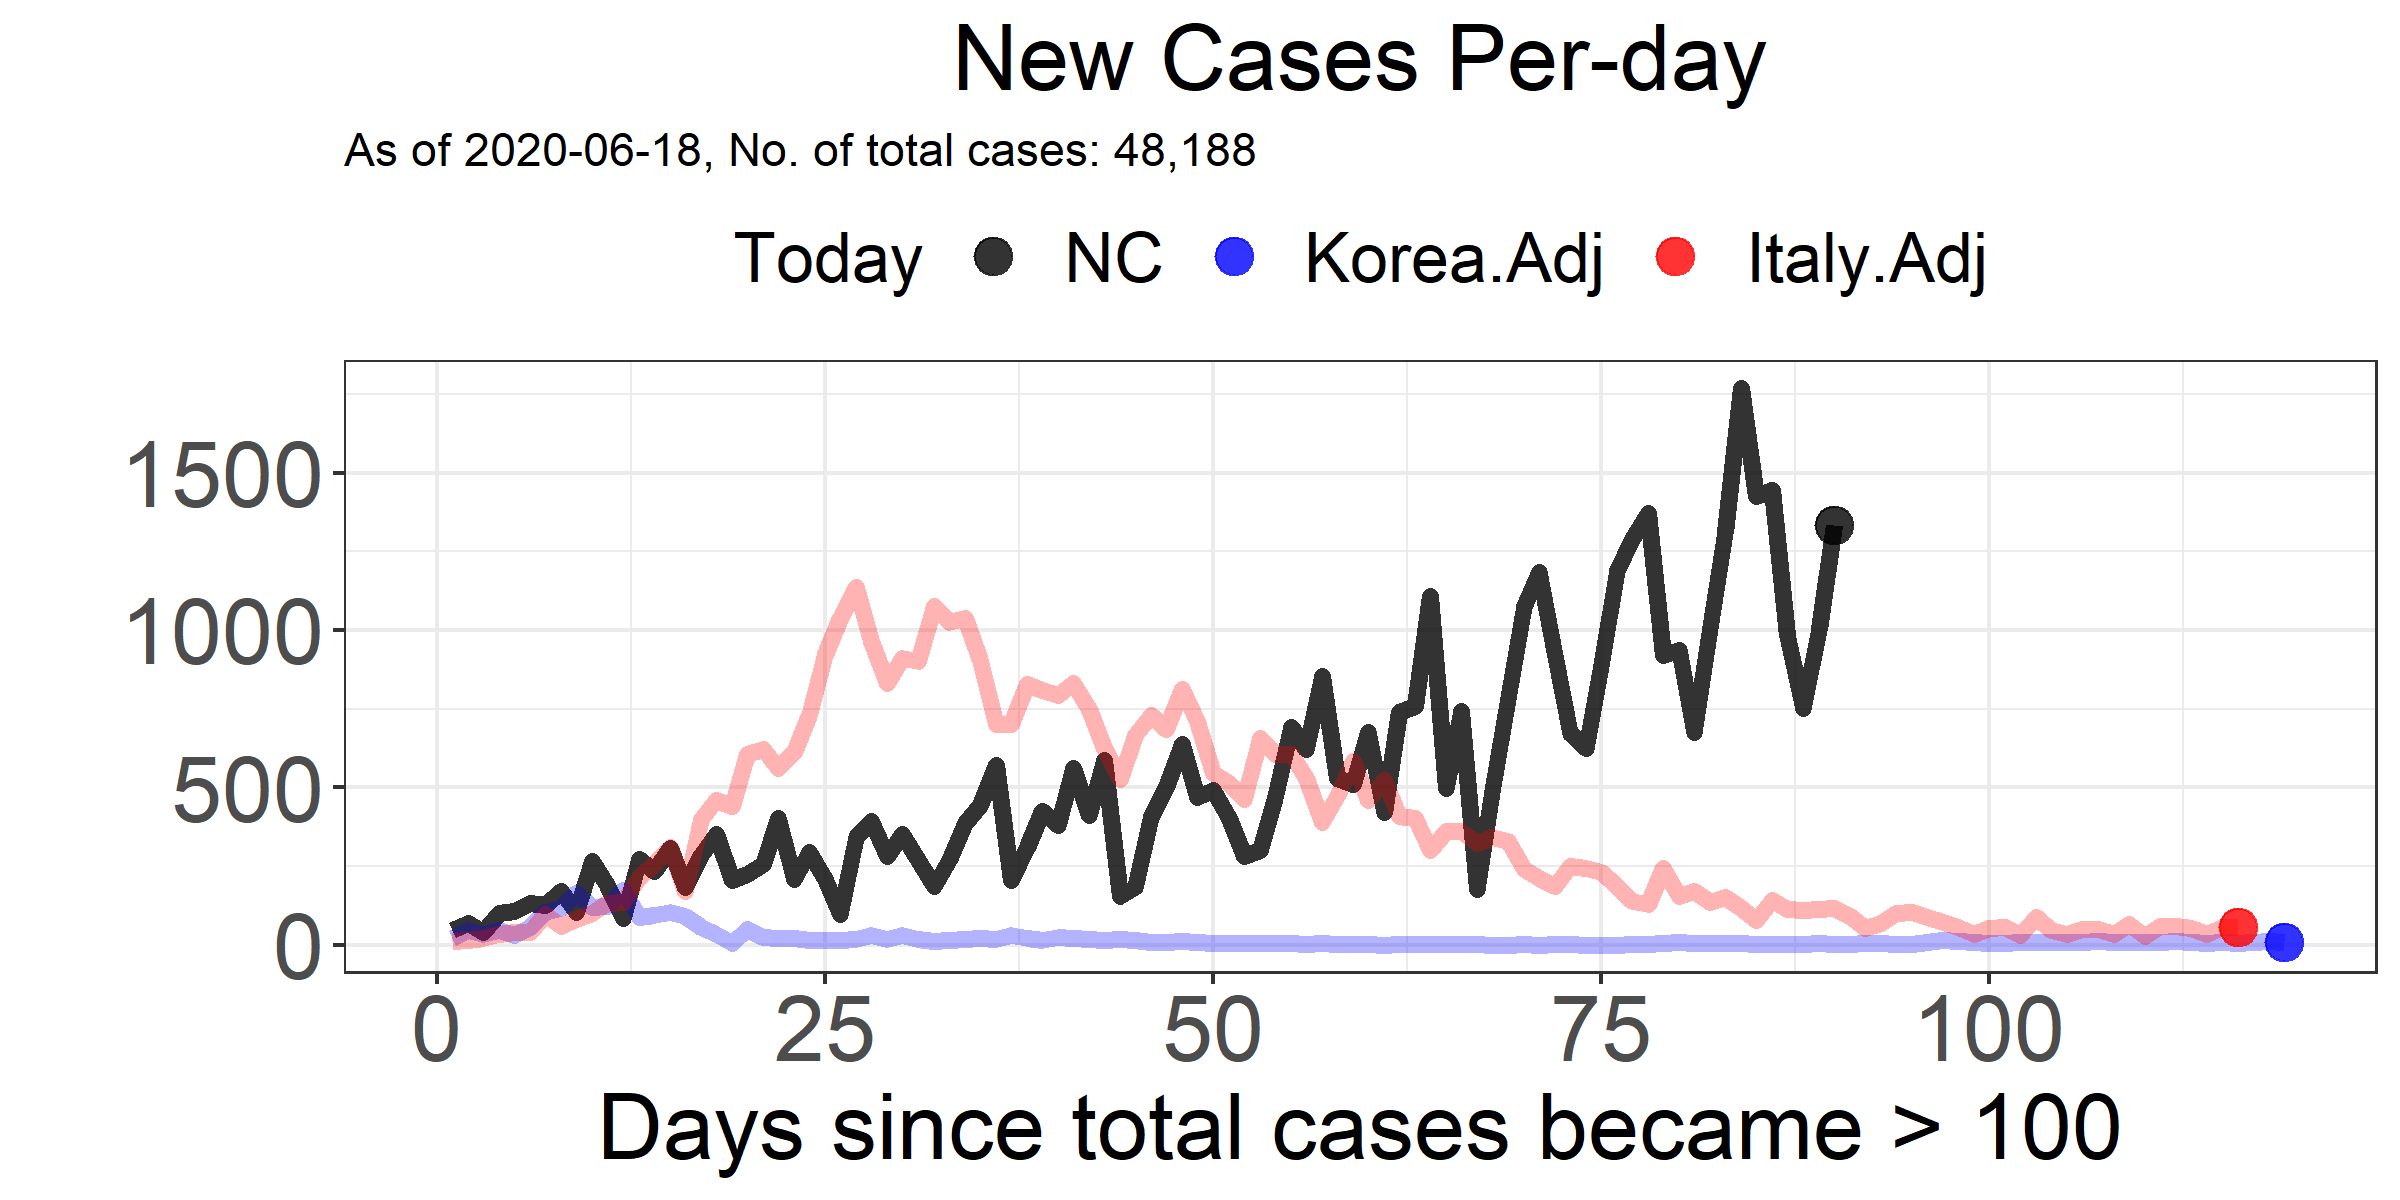 New Cases Per-day
As of 2020-06-18, No. of total cases: 48,188
Today NC Korea.Adj Italy.Adj
1500
1000
500
0
0 25 50 75 100
Days since total cases became > 100